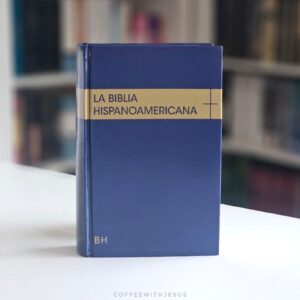 LA BIBLIA
HISPANOAMERICANA
BH
COFFEEWITHJESUS